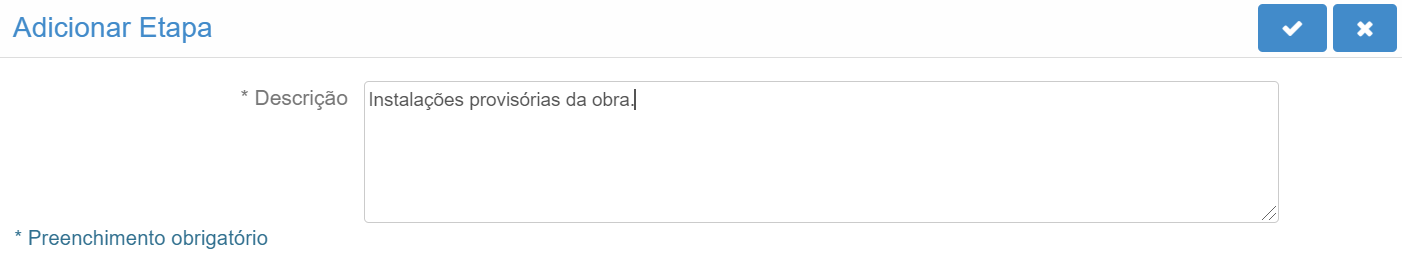 Adicionar Etapa
* Descrição
Instalações provisórias da obra.
* Preenchimento obrigatório